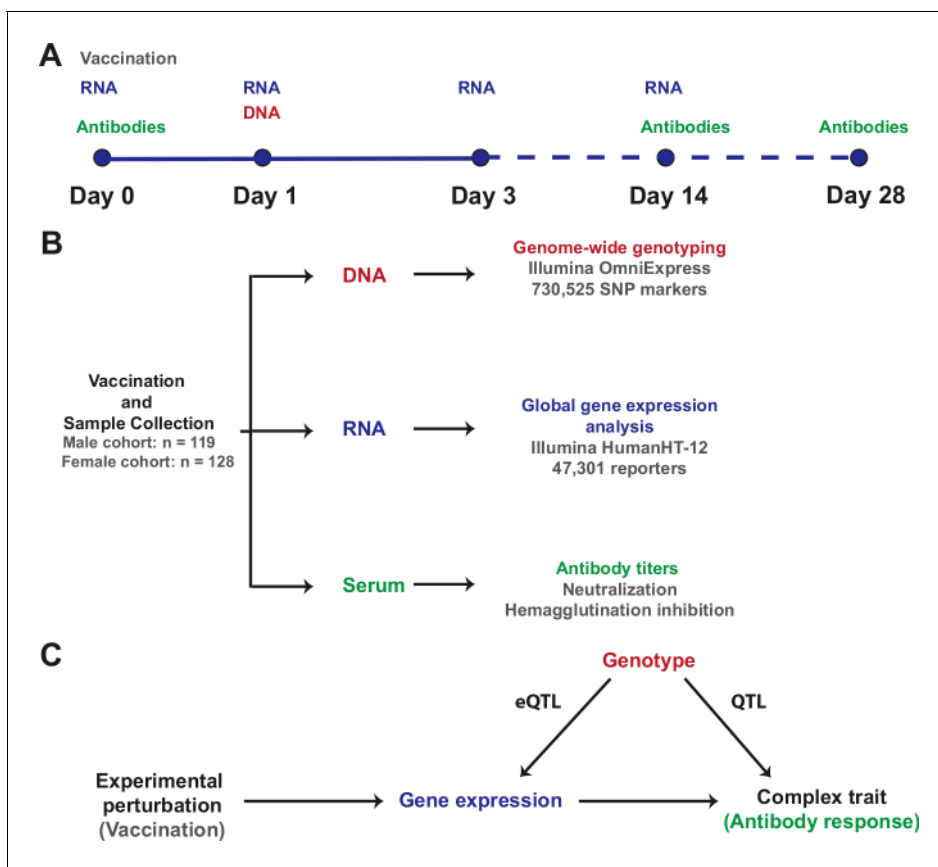 A
Vaccination
RNA RNA RNA RNA
DNA
Antibodies Antibodies Antibodies
Day 0 Day 1 Day 3 Day 14 Day 28
B
DNA
Genome-wide genotyping
Illumina OmniExpress
730,525 SNP markers
Vaccination
and
Sample Collection
Male cohort: n = 119
Female cohort: n = 128
RNA
Global gene expression
analysis
Illumina HumanHT-12
47,301 reporters
Serum
Antibody titers
Neutralization
Hemagglutination inhibition
C
Genotype
eQTL QTL
Experimental
perturbation
(Vaccination)
Gene expression
Complex trait
(Antibody response)